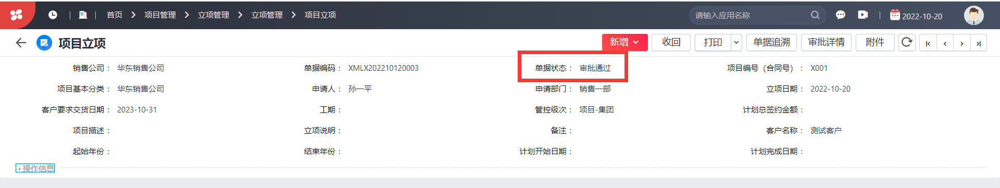 首页 项目管理 立项管理 立项管理 项目立项 请输入应用名称 2022-10-20
项目立项 新增 收回 打印 单据追溯 审批详情 附件
销售公司： 华东销售公司 单据编码： XMLX202210120003 单据状态： 审批通过 项目编号（合同号）： X001
项目基本分类： 华东销售公司 申请人： 孙一平 申请部门： 销售一部 立项日期： 2022-10-20
客户要求交货日期： 2023-10-31 工期： 管控级次： 项目-集团 计划总签约金额：
项目描述： 立项说明： 备注： 客户名称： 测试客户
起始年份： 结束年份： 计划开始日期： 计划完成日期：
+操作信息